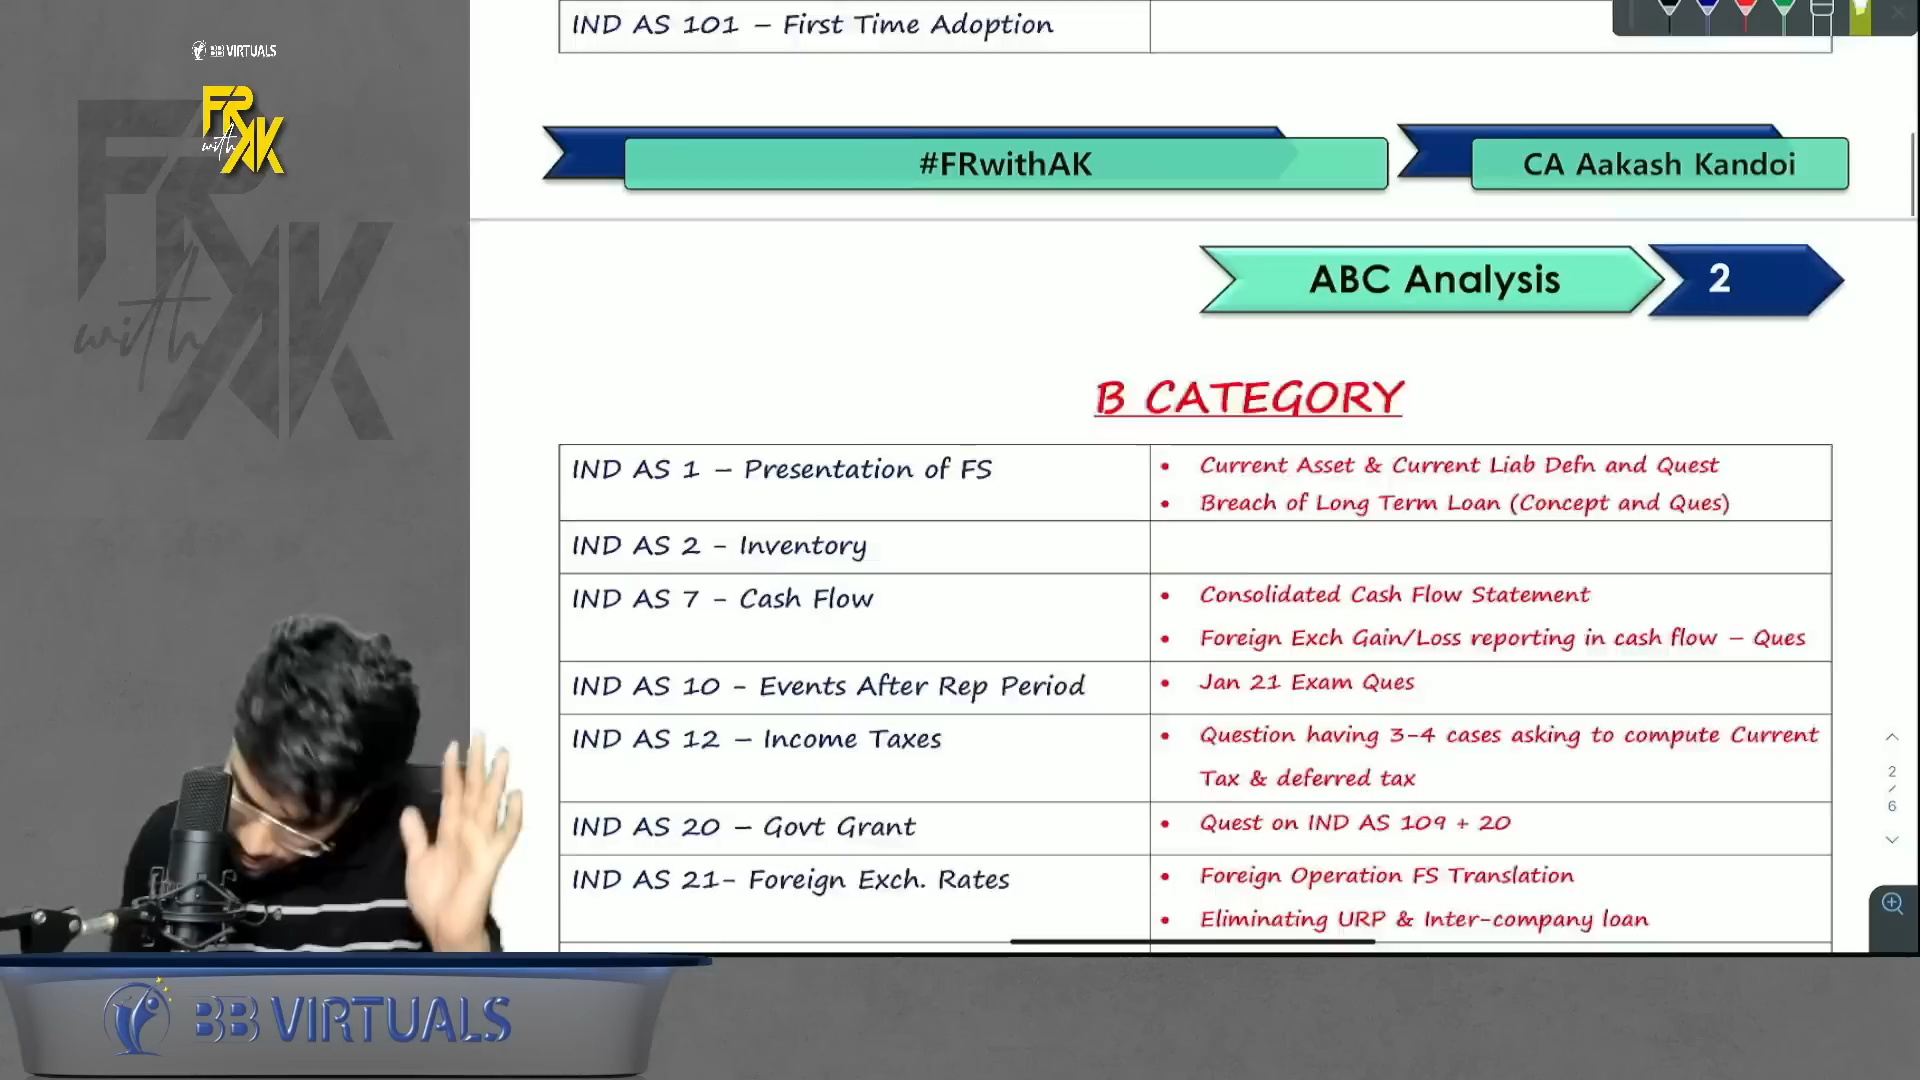 BB VIRTUALS
FR
with
AK
FR
with
AK
IND AS 101 – First Time Adoption
#FRwithAK
CA Aakash Kandoi
ABC Analysis
2
B CATEGORY
IND AS 1 – Presentation of FS
• Current Asset & Current Liab Defn and Quest
• Breach of Long Term Loan (Concept and Ques)
IND AS 2 - Inventory
IND AS 7 - Cash Flow
• Consolidated Cash Flow Statement
• Foreign Exch Gain/Loss reporting in cash flow – Ques
IND AS 10 - Events After Rep Period
• Jan 21 Exam Ques
IND AS 12 – Income Taxes
• Question having 3-4 cases asking to compute Current
Tax & deferred tax
IND AS 20 – Govt Grant
• Quest on IND AS 109 + 20
IND AS 21- Foreign Exch. Rates
• Foreign Operation FS Translation
• Eliminating URP & Inter-company loan
2
/
6
BB VIRTUALS